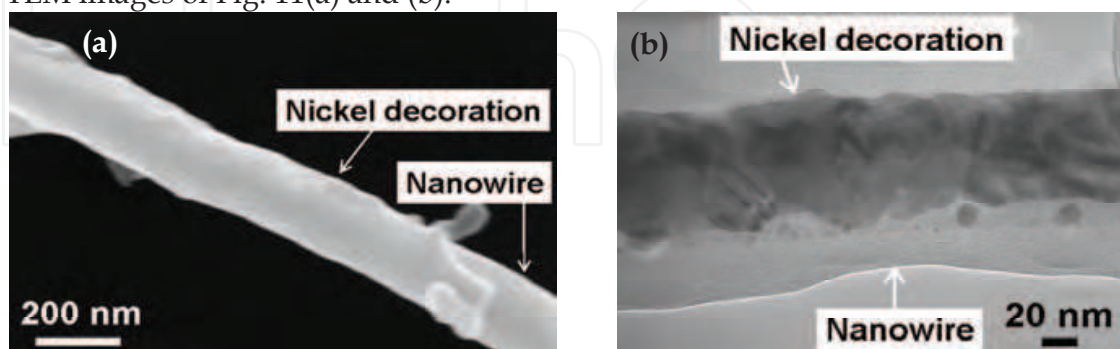 TEM images of Fig. 11(a) and (b).
(a)
Nickel decoration
Nanowire
200 nm
(b)
Nickel decoration
Nanowire
20 nm